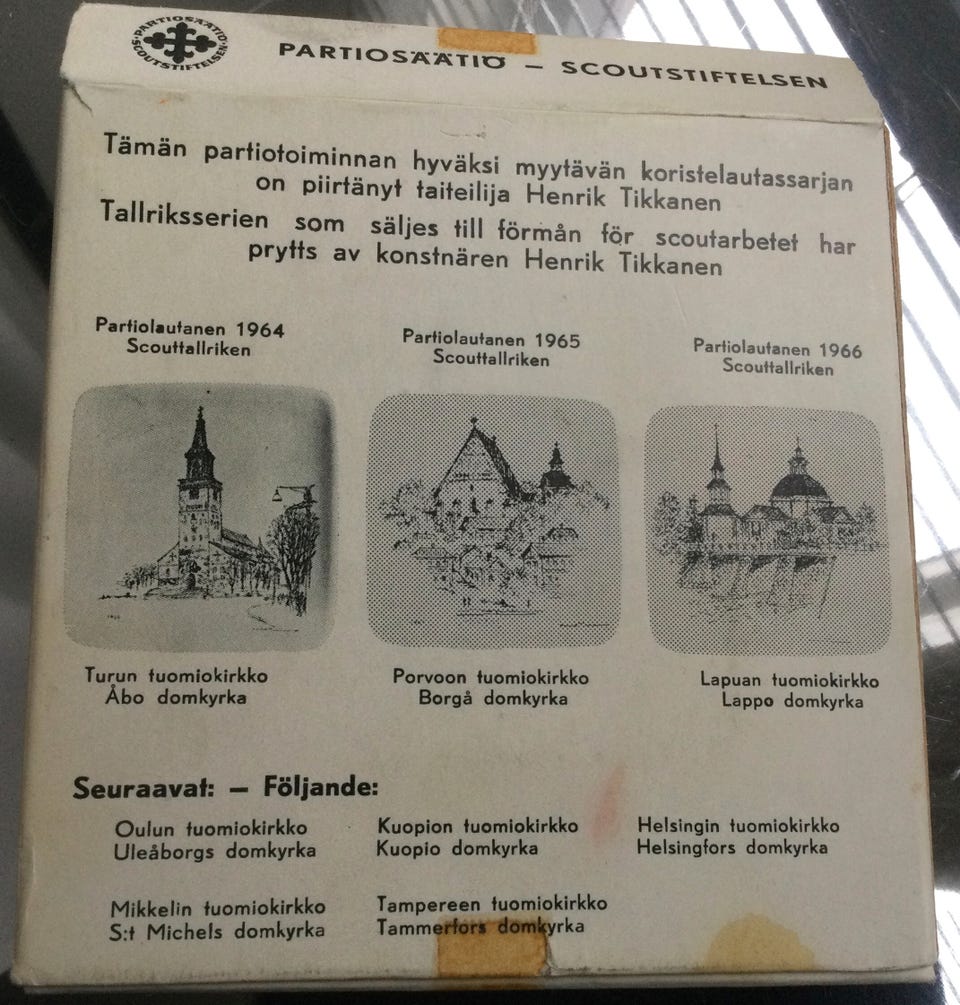 PARTIOSÄÄTIÖ
SCOUTSTIFTELSEN
PARTIOSÄÄTIÖ – SCOUTSTIFTELSEN
Tämän partiotoiminnan hyväksi myytävän koristelautassarjan
on piirtänyt taiteilija Henrik Tikkanen
Tallriksserien som säljes till förmån för scoutarbetet har
prytts av konstnären Henrik Tikkanen
Partiolautanen 1964
Scouttallriken
Partiolautanen 1965
Scouttallriken
Partiolautanen 1966
Scouttallriken
Turun tuomiokirkko
Åbo domkyrka
Porvoon tuomiokirkko
Borgå domkyrka
Lapuan tuomiokirkko
Lappo domkyrka
Seuraavat: – Följande:
Oulun tuomiokirkko
Uleåborgs domkyrka
Kuopion tuomiokirkko
Kuopio domkyrka
Helsingin tuomiokirkko
Helsingfors domkyrka
Mikkelin tuomiokirkko
S:t Michels domkyrka
Tampereen tuomiokirkko
Tammerfors domkyrka